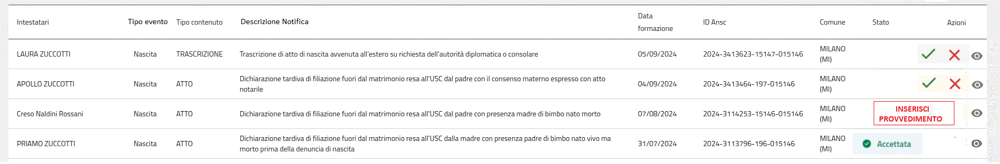 Intestatari Tipo evento Tipo contenuto Descrizione Notifica Data formazione ID Ansc Comune Stato Azioni
LAURA ZUCCOTTI Nascita TRASCRIZIONE Trascrizione di atto di nascita avvenuta all'estero su richiesta dell'autorità diplomatica o consolare 05/09/2024 2024-3413623-15147-015146 MILANO (MI)
APOLLO ZUCCOTTI Nascita ATTO Dichiarazione tardiva di filiazione fuori dal matrimonio resa all'USC dal padre con il consenso materno espresso con atto notarile 04/09/2024 2024-3413464-197-015146 MILANO (MI)
Creso Naldini Rossani Nascita ATTO Dichiarazione tardiva di filiazione fuori dal matrimonio resa all'USC dal padre con presenza madre di bimbo nato morto 07/08/2024 2024-3114253-15146-015146 MILANO (MI) INSERISCI PROVVEDIMENTO
PRIAMO ZUCCOTTI Nascita ATTO Dichiarazione tardiva di filiazione fuori dal matrimonio resa all'USC dalla madre con presenza padre di bimbo nato vivo ma morto prima della denuncia di nascita 31/07/2024 2024-3113796-196-015146 MILANO (MI) Accettata